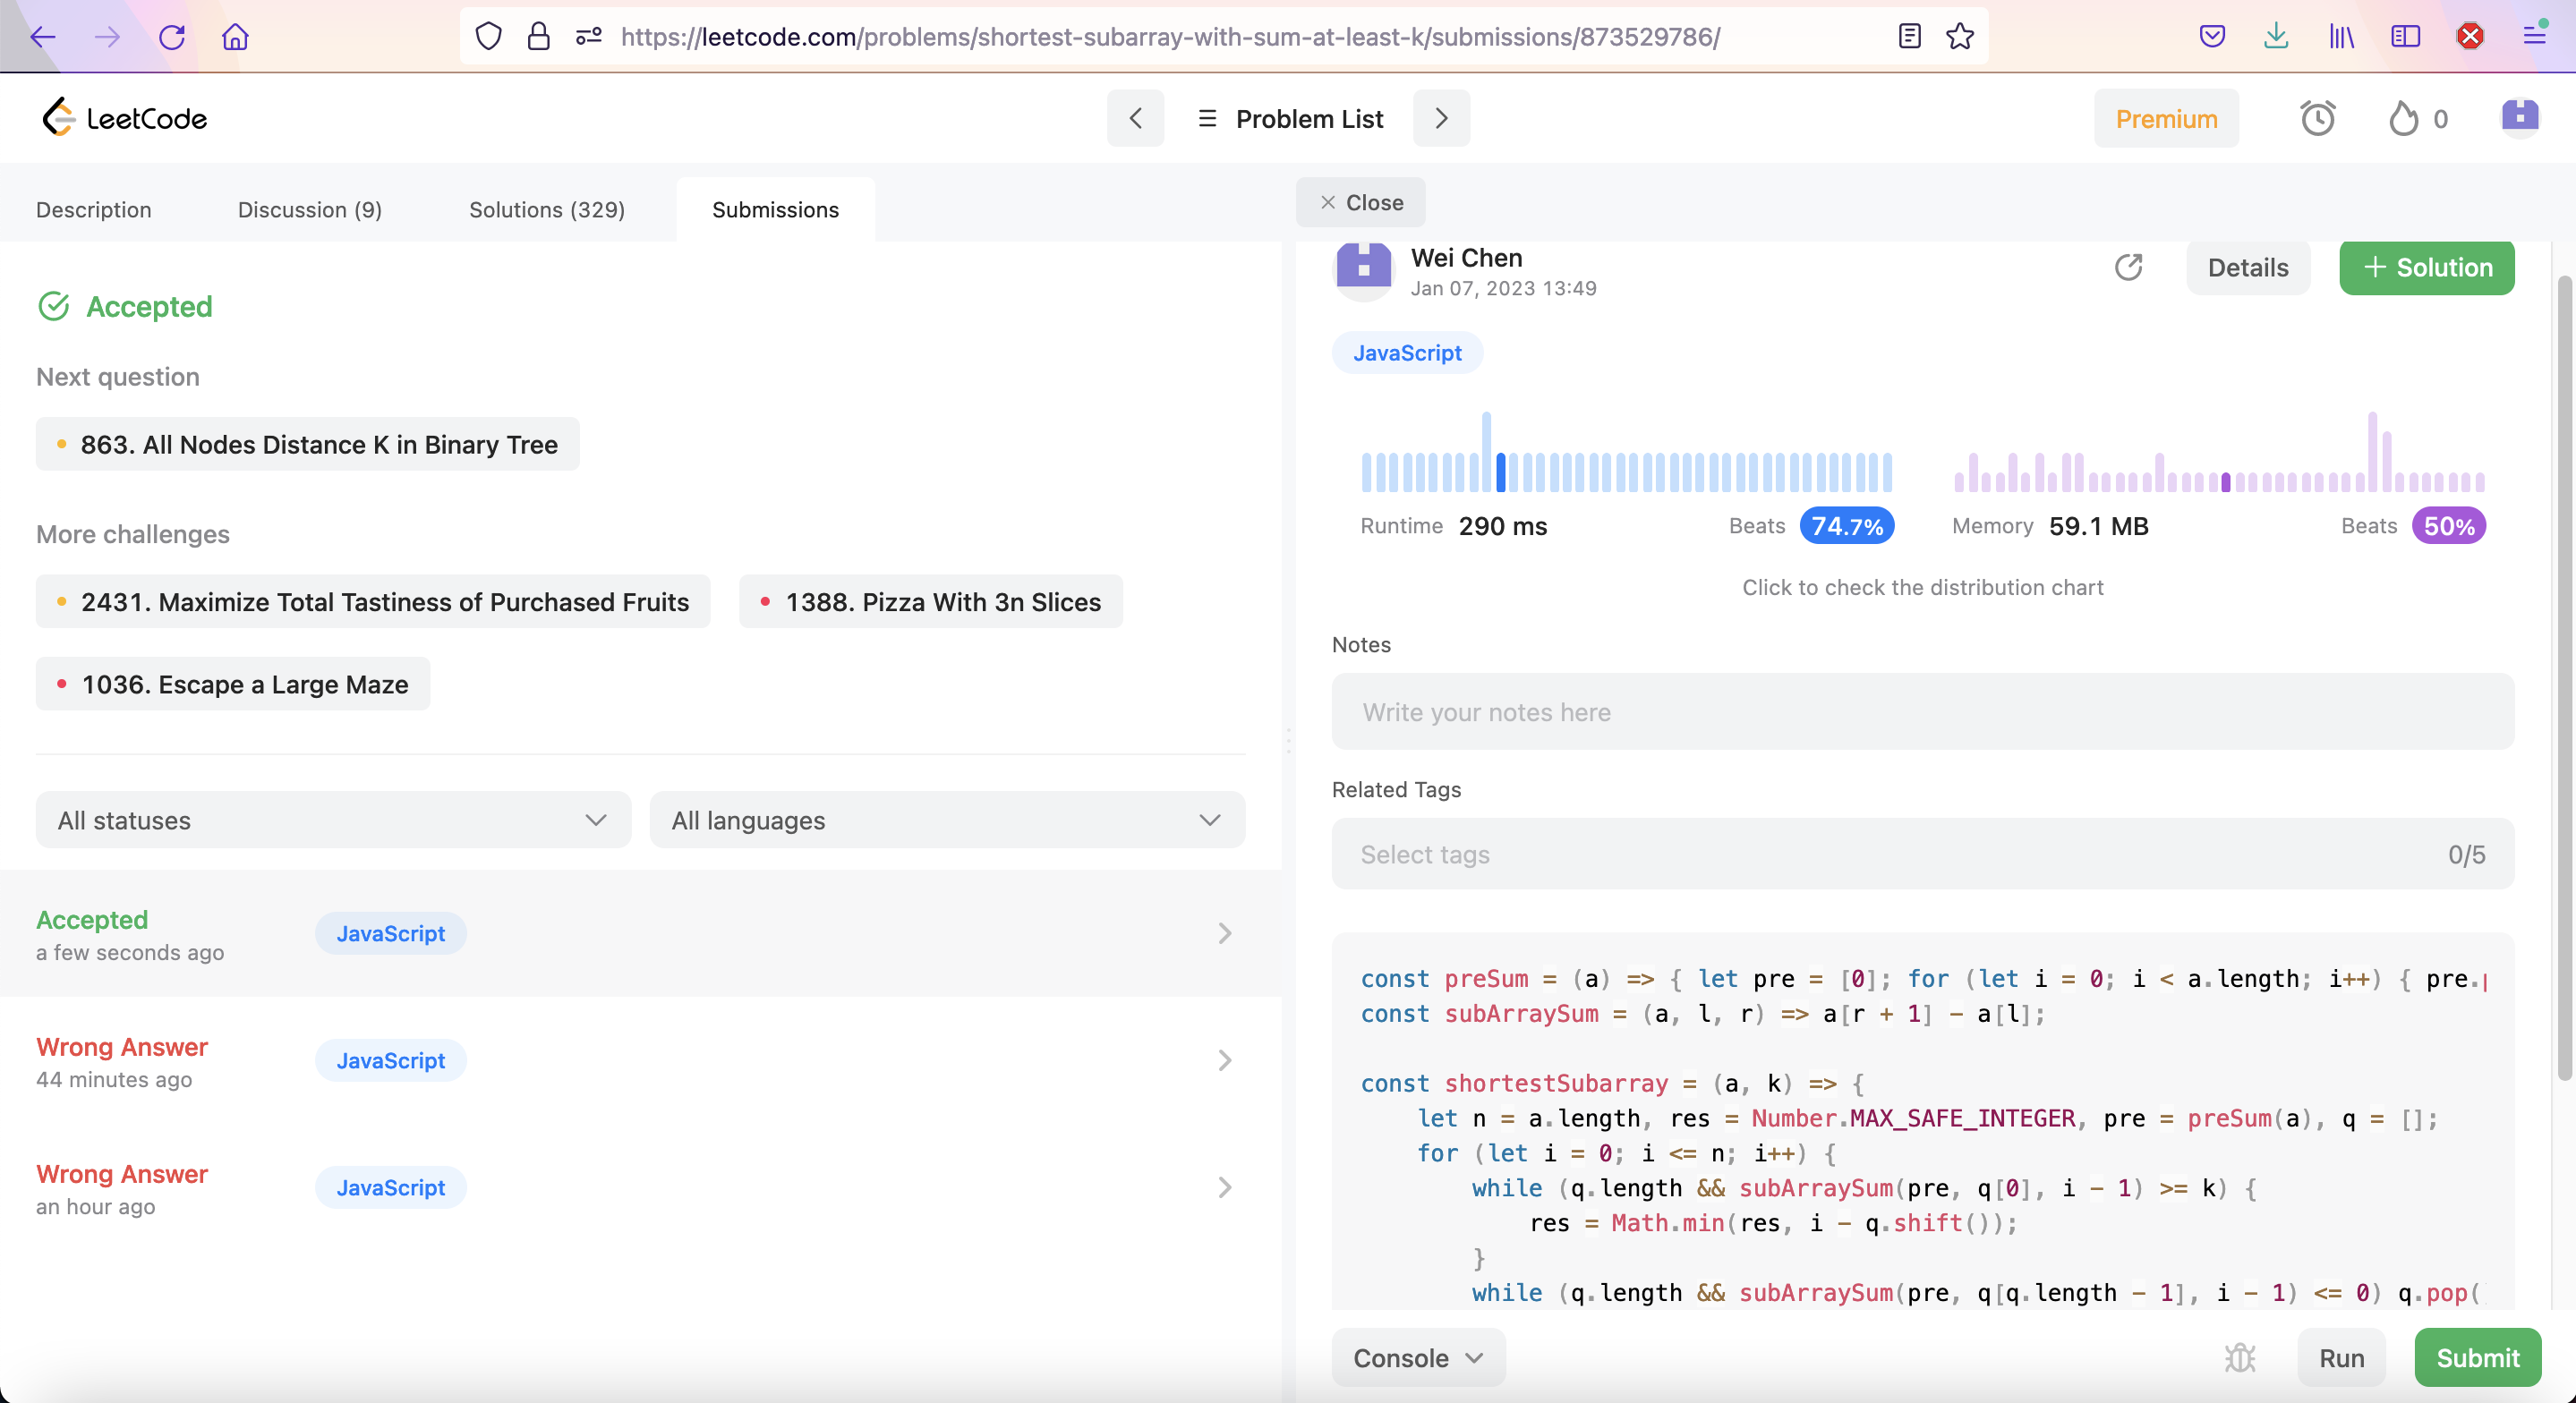 https://leetcode.com/problems/shortest-subarray-with-sum-at-least-k/submissions/873529786/
LeetCode
Problem List
Premium
0
Description
Discussion (9)
Solutions (329)
Submissions
Close
Accepted
Next question
863. All Nodes Distance K in Binary Tree
More challenges
2431. Maximize Total Tastiness of Purchased Fruits
1388. Pizza With 3n Slices
1036. Escape a Large Maze
All statuses
All languages
Accepted
a few seconds ago
JavaScript
Wrong Answer
44 minutes ago
JavaScript
Wrong Answer
an hour ago
JavaScript
Wei Chen
Jan 07, 2023 13:49
Details
+ Solution
JavaScript
Runtime 290 ms
Beats 74.7%
Memory 59.1 MB
Beats 50%
Click to check the distribution chart
Notes
Write your notes here
Related Tags
Select tags
0/5
const preSum = (a) => { let pre = [0]; for (let i = 0; i < a.length; i++) { pre.p
const subArraySum = (a, l, r) => a[r + 1] - a[l];
const shortestSubarray = (a, k) => {
let n = a.length, res = Number.MAX_SAFE_INTEGER, pre = preSum(a), q = [];
for (let i = 0; i <= n; i++) {
while (q.length && subArraySum(pre, q[0], i - 1) >= k) {
res = Math.min(res, i - q.shift());
}
while (q.length && subArraySum(pre, q[q.length - 1], i - 1) <= 0) q.pop(
Console
Run
Submit